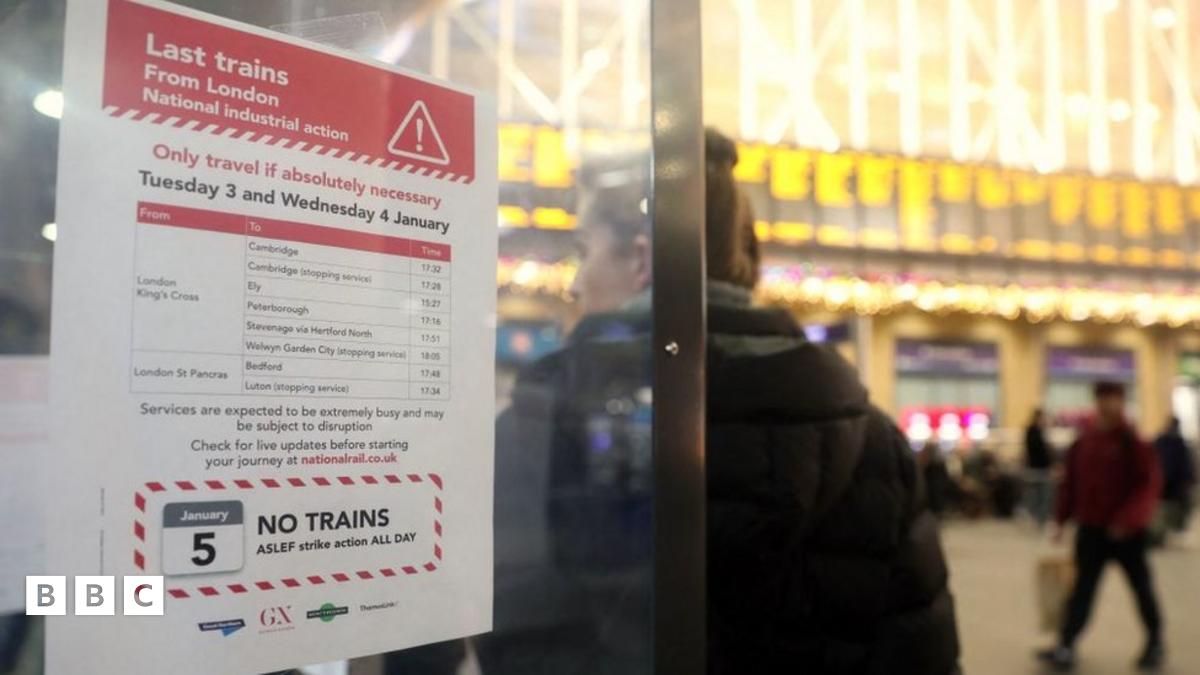 Last trains
From London
National industrial action
Only travel if absolutely necessary
Tuesday 3 and Wednesday 4 January
From To Time
London King's Cross
Cambridge 17:32
Cambridge (stopping service) 17:28
Ely 15:27
Peterborough 17:16
Stevenage via Hertford North 17:51
Welwyn Garden City (stopping service) 18:05
London St Pancras
Bedford 17:48
Luton (stopping service) 17:34
Services are expected to be extremely busy and may
be subject to disruption
Check for live updates before starting
your journey at nationalrail.co.uk
January
5
NO TRAINS
ASLEF strike action ALL DAY
GX
Thameslink
BBC